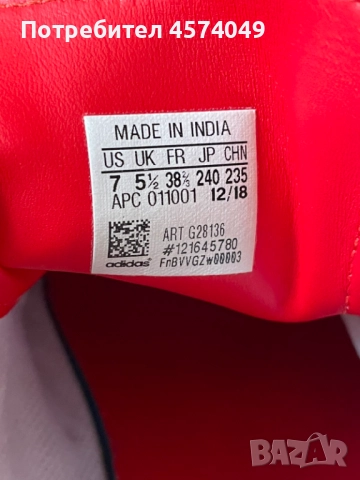 Потребител 4574049
MADE IN INDIA
US UK FR JP CHN
7 5½ 38⅔ 240 235
APC 011001 12/18
ART G28136
#121645780
adidas FnBVVGZw00003
BAZAR